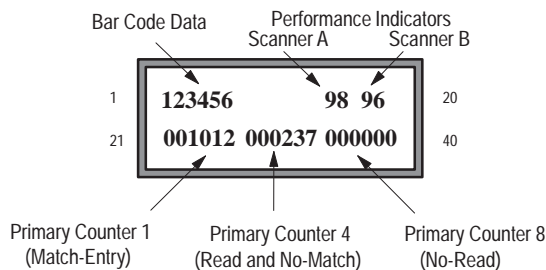 Bar Code Data Performance Indicators
Scanner A Scanner B
1 123456 98 96 20
21 001012 000237 000000 40
Primary Counter 1 Primary Counter 4 Primary Counter 8
(Match-Entry) (Read and No-Match) (No-Read)